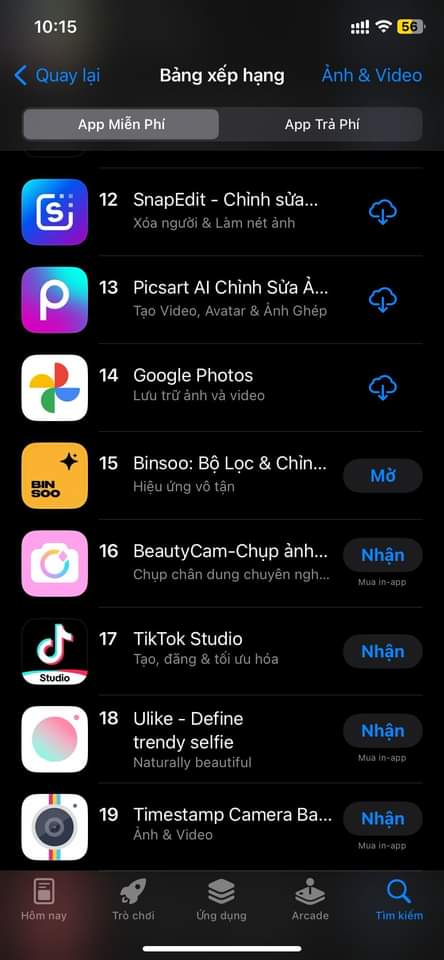 10:15
56
Quay lại
Bảng xếp hạng
Ảnh & Video
App Miễn Phí
App Trả Phí
S
12
SnapEdit - Chỉnh sửa...
Xóa người & Làm nét ảnh
13
Picsart AI Chỉnh Sửa Ả...
Tạo Video, Avatar & Ảnh Ghép
14
Google Photos
Lưu trữ ảnh và video
BIN
SOO
15
Binsoo: Bộ Lọc & Chỉn...
Hiệu ứng vô tận
Mở
16
BeautyCam-Chụp ảnh...
Chụp chân dung chuyên ngh...
Nhận
Mua in-app
Studio
17
TikTok Studio
Tạo, đăng & tối ưu hóa
Nhận
18
Ulike - Define
trendy selfie
Naturally beautiful
Nhận
Mua in-app
19
Timestamp Camera Ba...
Ảnh & Video
Nhận
Mua in-app
Hôm nay
Trò chơi
Ứng dụng
Arcade
Tìm kiếm